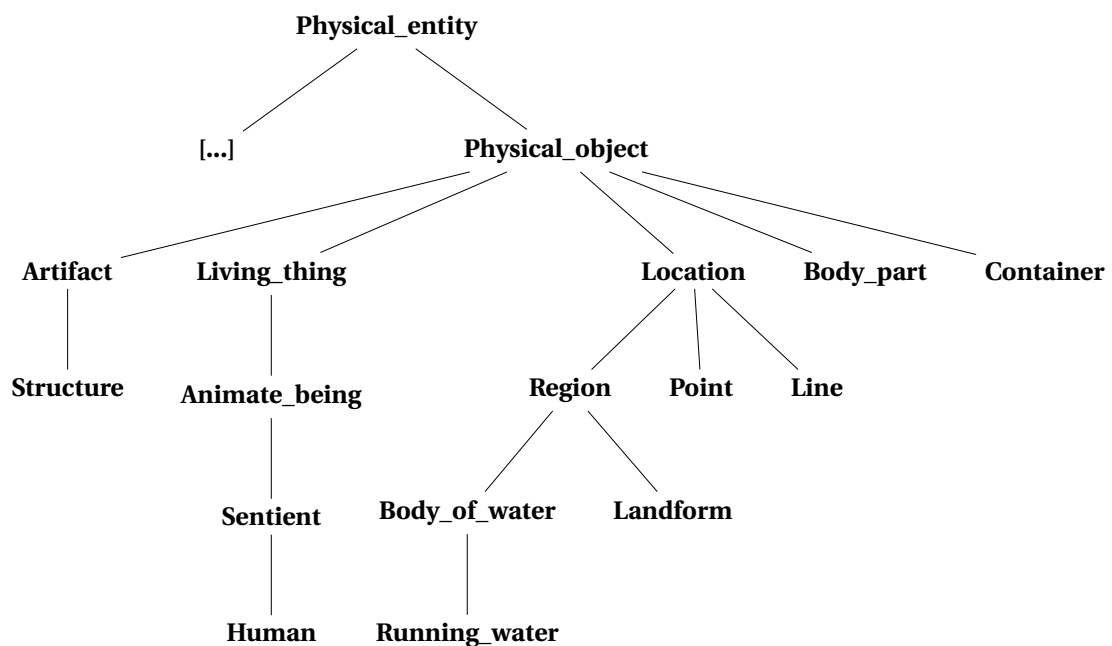 Physical_entity
[...] Physical_object
Artifact Living_thing Location Body_part Container
Structure Animate_being Region Point Line
Sentient Body_of_water Landform
Human Running_water